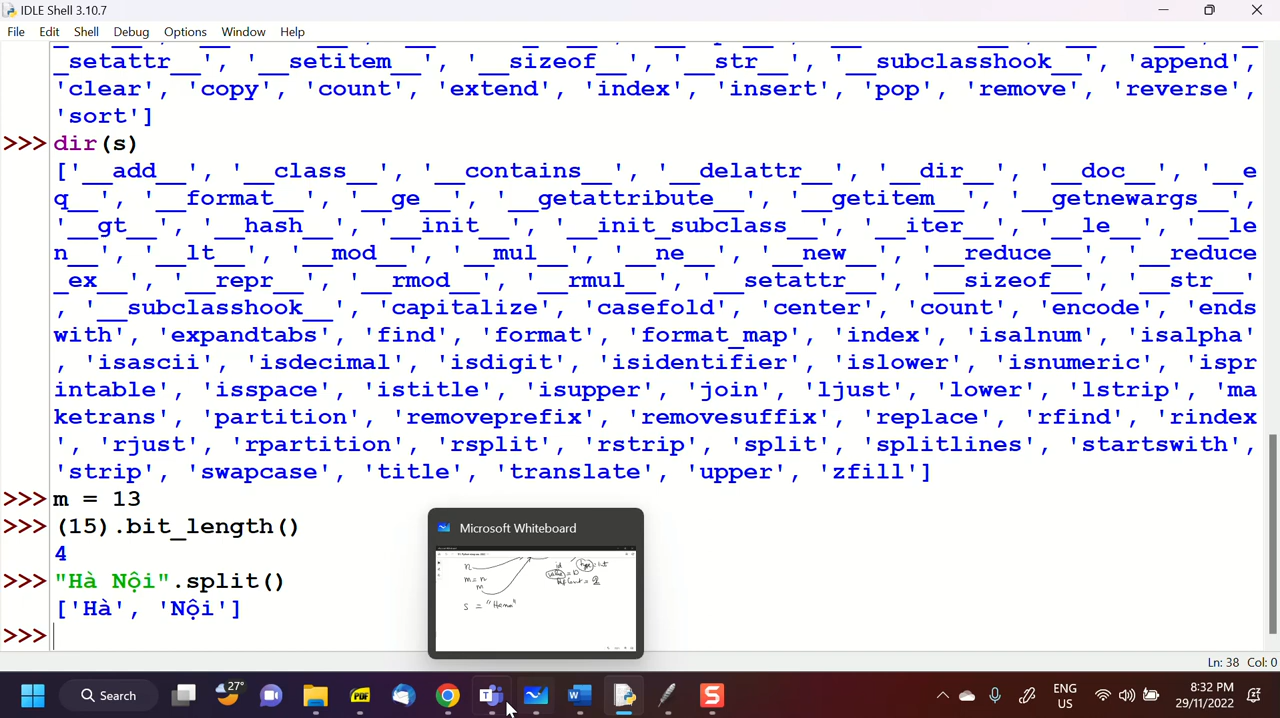 IDLE Shell 3.10.7
File Edit Shell Debug Options Window Help
_setattr__', '__setitem__', '__sizeof__', '__str__', '__subclasshook__', 'append',
'clear', 'copy', 'count', 'extend', 'index', 'insert', 'pop', 'remove', 'reverse',
'sort']
>>> dir(s)
['__add__', '__class__', '__contains__', '__delattr__', '__dir__', '__doc__', '__e
q__', '__format__', '__ge__', '__getattribute__', '__getitem__', '__getnewargs__',
'__gt__', '__hash__', '__init__', '__init_subclass__', '__iter__', '__le__', '__le
n__', '__lt__', '__mod__', '__mul__', '__ne__', '__new__', '__reduce__', '__reduce
_ex__', '__repr__', '__rmod__', '__rmul__', '__setattr__', '__sizeof__', '__str__'
, '__subclasshook__', 'capitalize', 'casefold', 'center', 'count', 'encode', 'ends
with', 'expandtabs', 'find', 'format', 'format_map', 'index', 'isalnum', 'isalpha'
, 'isascii', 'isdecimal', 'isdigit', 'isidentifier', 'islower', 'isnumeric', 'ispr
intable', 'isspace', 'istitle', 'isupper', 'join', 'ljust', 'lower', 'lstrip', 'ma
ketrans', 'partition', 'removeprefix', 'removesuffix', 'replace', 'rfind', 'rindex
', 'rjust', 'rpartition', 'rsplit', 'rstrip', 'split', 'splitlines', 'startswith',
'strip', 'swapcase', 'title', 'translate', 'upper', 'zfill']
>>> m = 13
>>> (15).bit_length()
4
>>> "Hà Nội".split()
['Hà', 'Nội']
>>>
Microsoft Whiteboard
n
m = n
m
s =
id type = int
value = 
Ln: 38 Col: 0
27°
Search
PDF
ENG
US
8:32 PM
29/11/2022